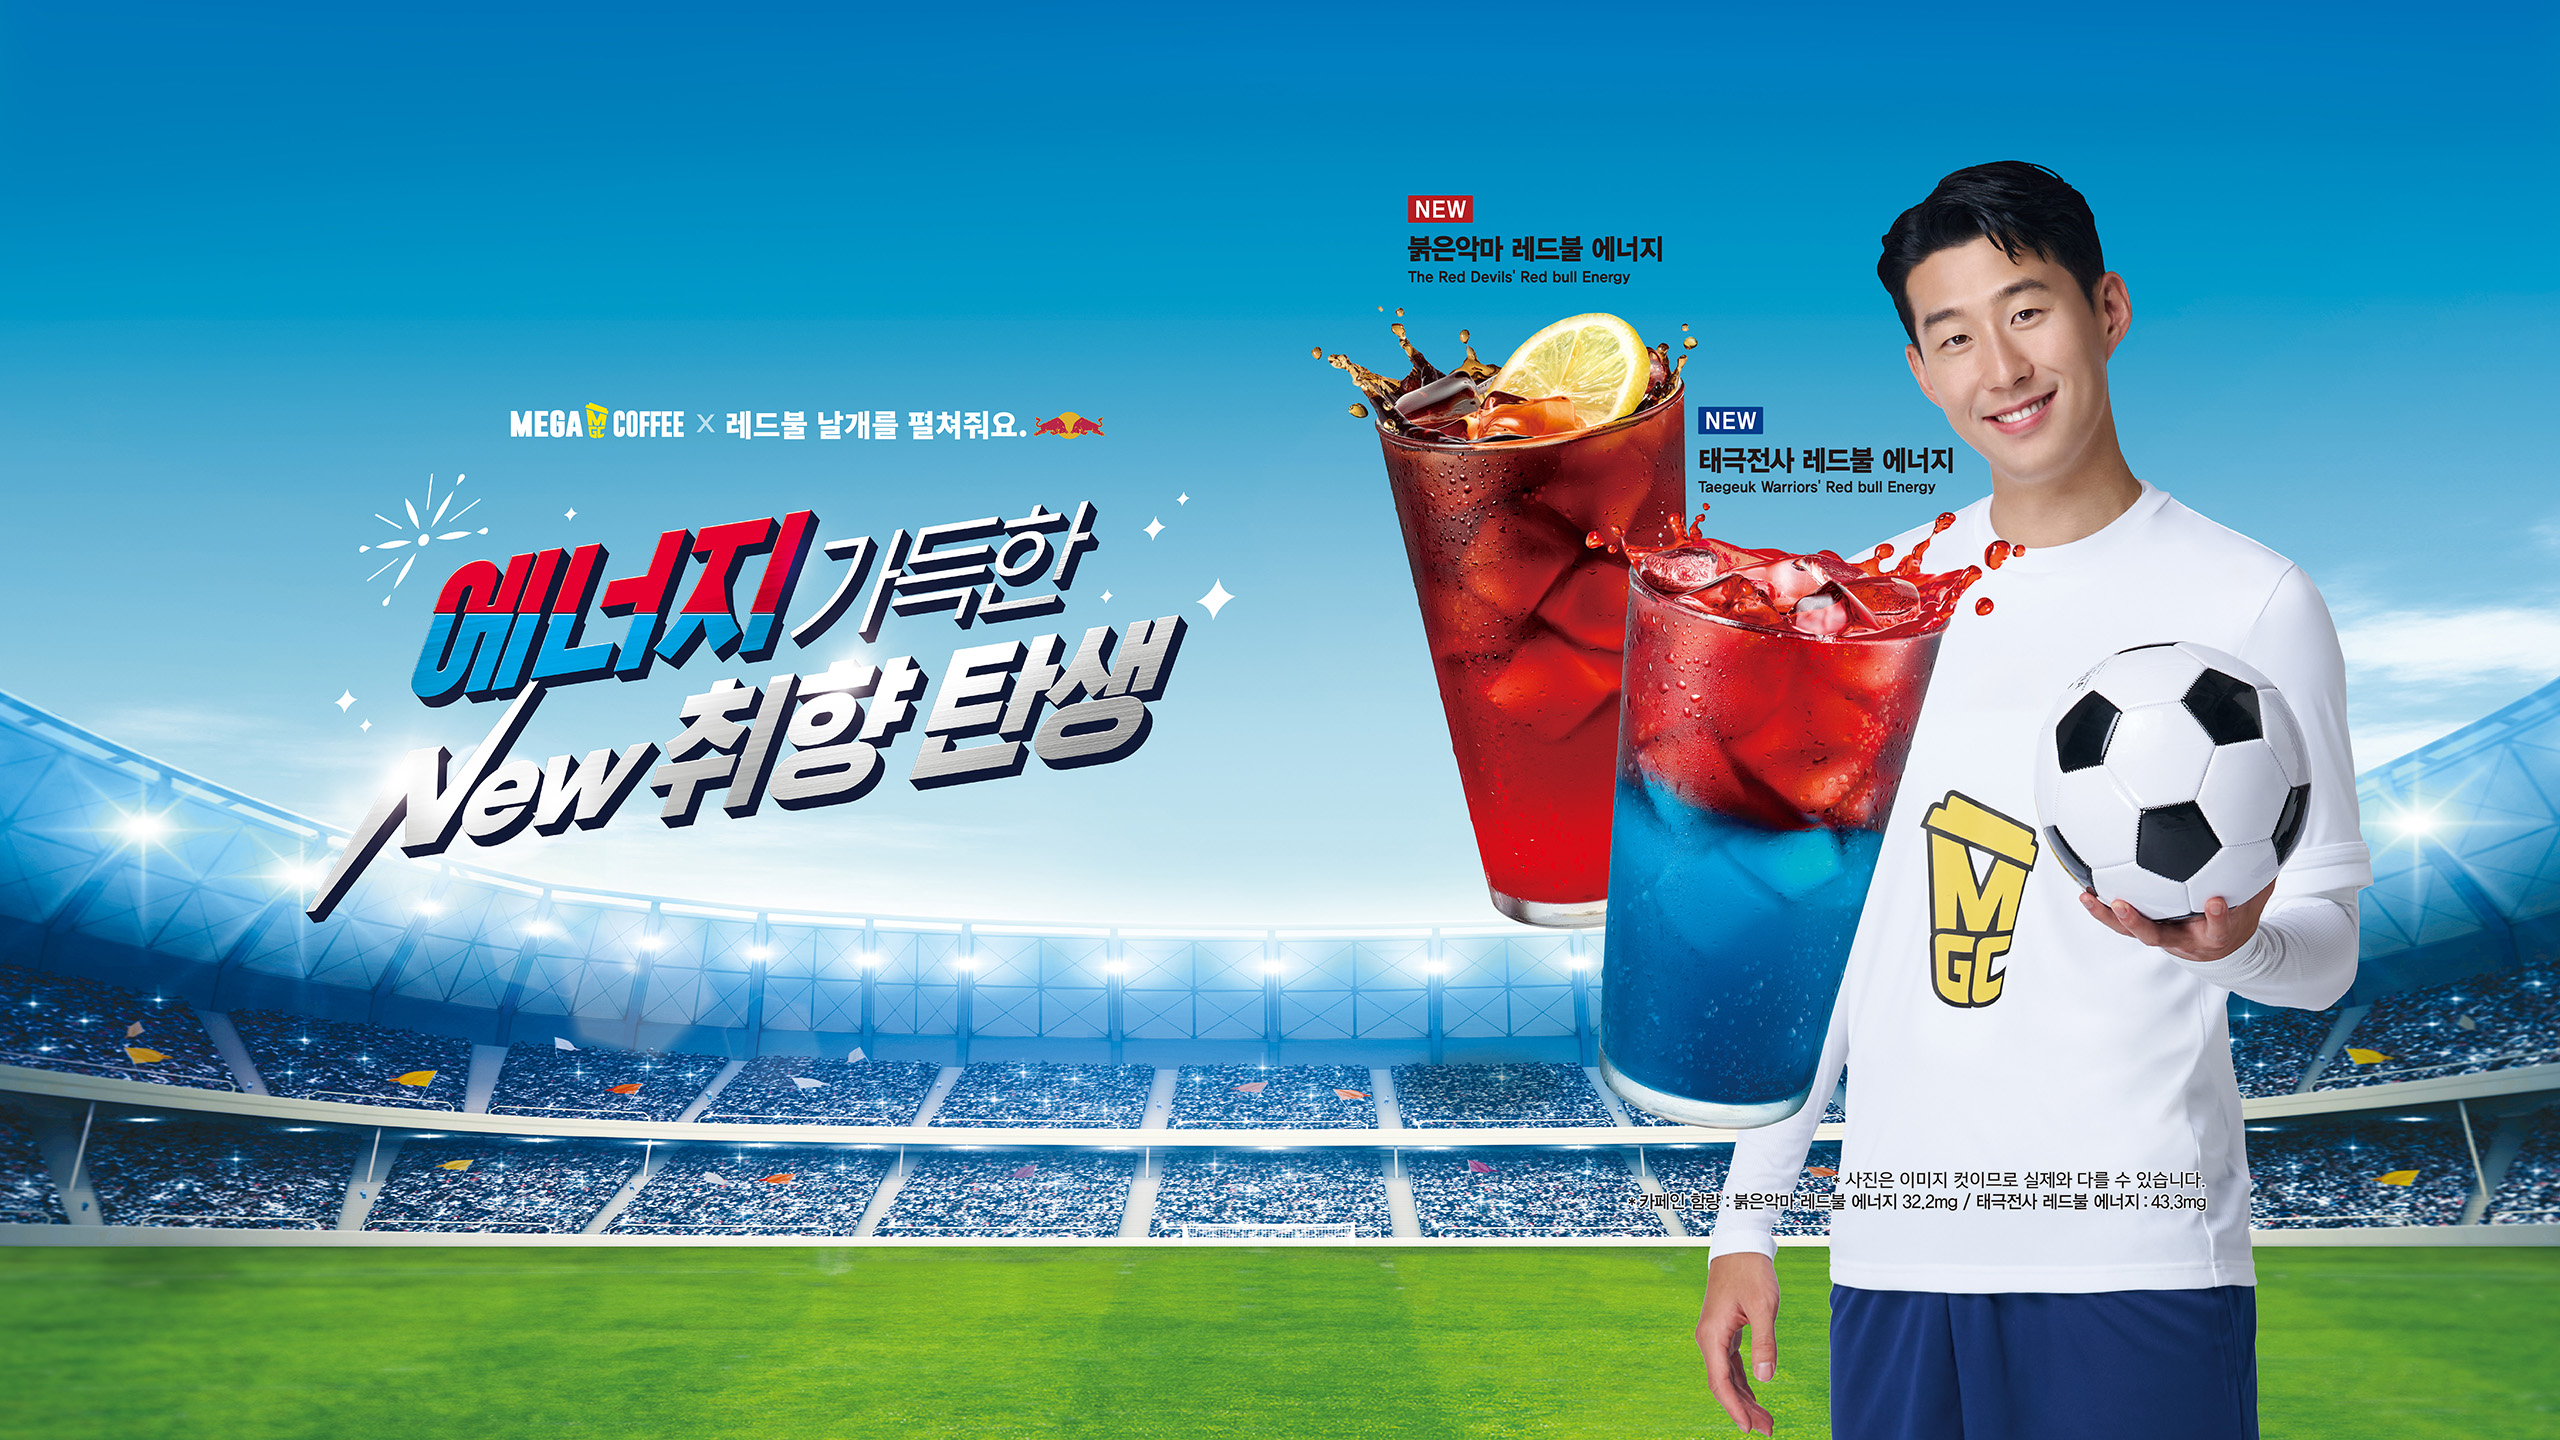 MEGA MGC COFFEE X 레드불 날개를 펼쳐줘요.
에너지 가득한
New 취향 탄생
NEW
붉은악마 레드불 에너지
The Red Devils' Red bull Energy
NEW
태극전사 레드불 에너지
Taegeuk Warriors' Red bull Energy
M
GC
* 사진은 이미지 컷이므로 실제와 다를 수 있습니다.
* 카페인 함량 : 붉은악마 레드불 에너지 32.2mg / 태극전사 레드불 에너지 : 43.3mg